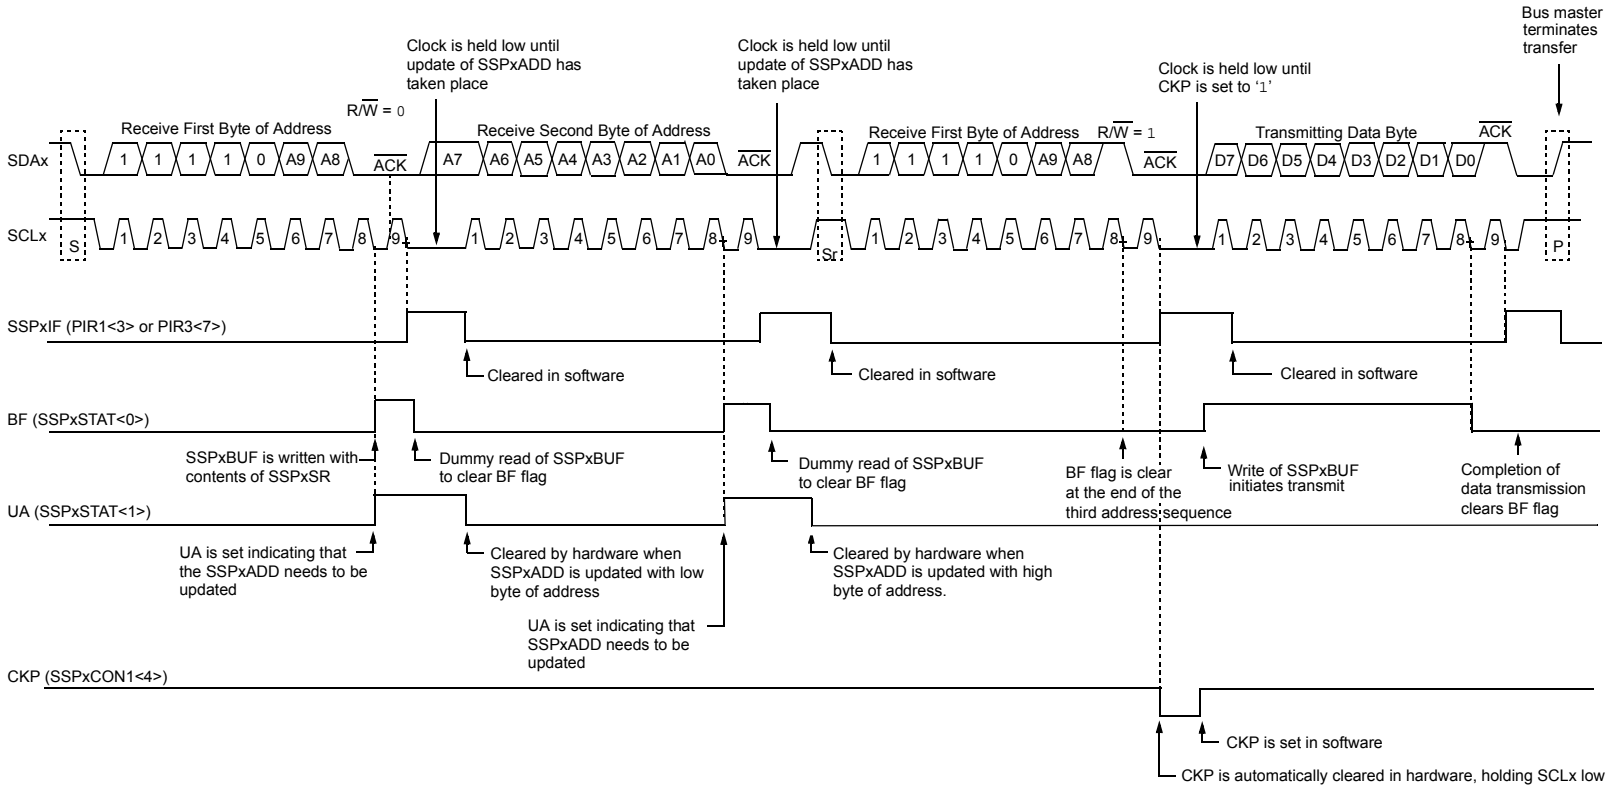 Bus master
terminates
transfer
Clock is held low until
update of SSPxADD has
taken place
Clock is held low until
update of SSPxADD has
taken place
Clock is held low until
CKP is set to ‘1’
R/W = 0
Receive First Byte of Address
Receive Second Byte of Address
Receive First Byte of Address
R/W = 1
Transmitting Data Byte
ACK
SDAx
1 1 1 1 0 A9 A8
ACK
A7 A6 A5 A4 A3 A2 A1 A0
ACK
1 1 1 1 0 A9 A8
ACK
D7 D6 D5 D4 D3 D2 D1 D0
SCLx
S
1 2 3 4 5 6 7 8 9
1 2 3 4 5 6 7 8 9
Sr
1 2 3 4 5 6 7 8 9
1 2 3 4 5 6 7 8 9
P
SSPxIF (PIR1<3> or PIR3<7>)
Cleared in software
Cleared in software
Cleared in software
BF (SSPxSTAT<0>)
SSPxBUF is written with
contents of SSPxSR
Dummy read of SSPxBUF
to clear BF flag
Dummy read of SSPxBUF
to clear BF flag
BF flag is clear
at the end of the
third address sequence
Write of SSPxBUF
initiates transmit
Completion of
data transmission
clears BF flag
UA (SSPxSTAT<1>)
UA is set indicating that
the SSPxADD needs to be
updated
Cleared by hardware when
SSPxADD is updated with low
byte of address
Cleared by hardware when
SSPxADD is updated with high
byte of address.
UA is set indicating that
SSPxADD needs to be
updated
CKP (SSPxCON1<4>)
CKP is set in software
CKP is automatically cleared in hardware, holding SCLx low